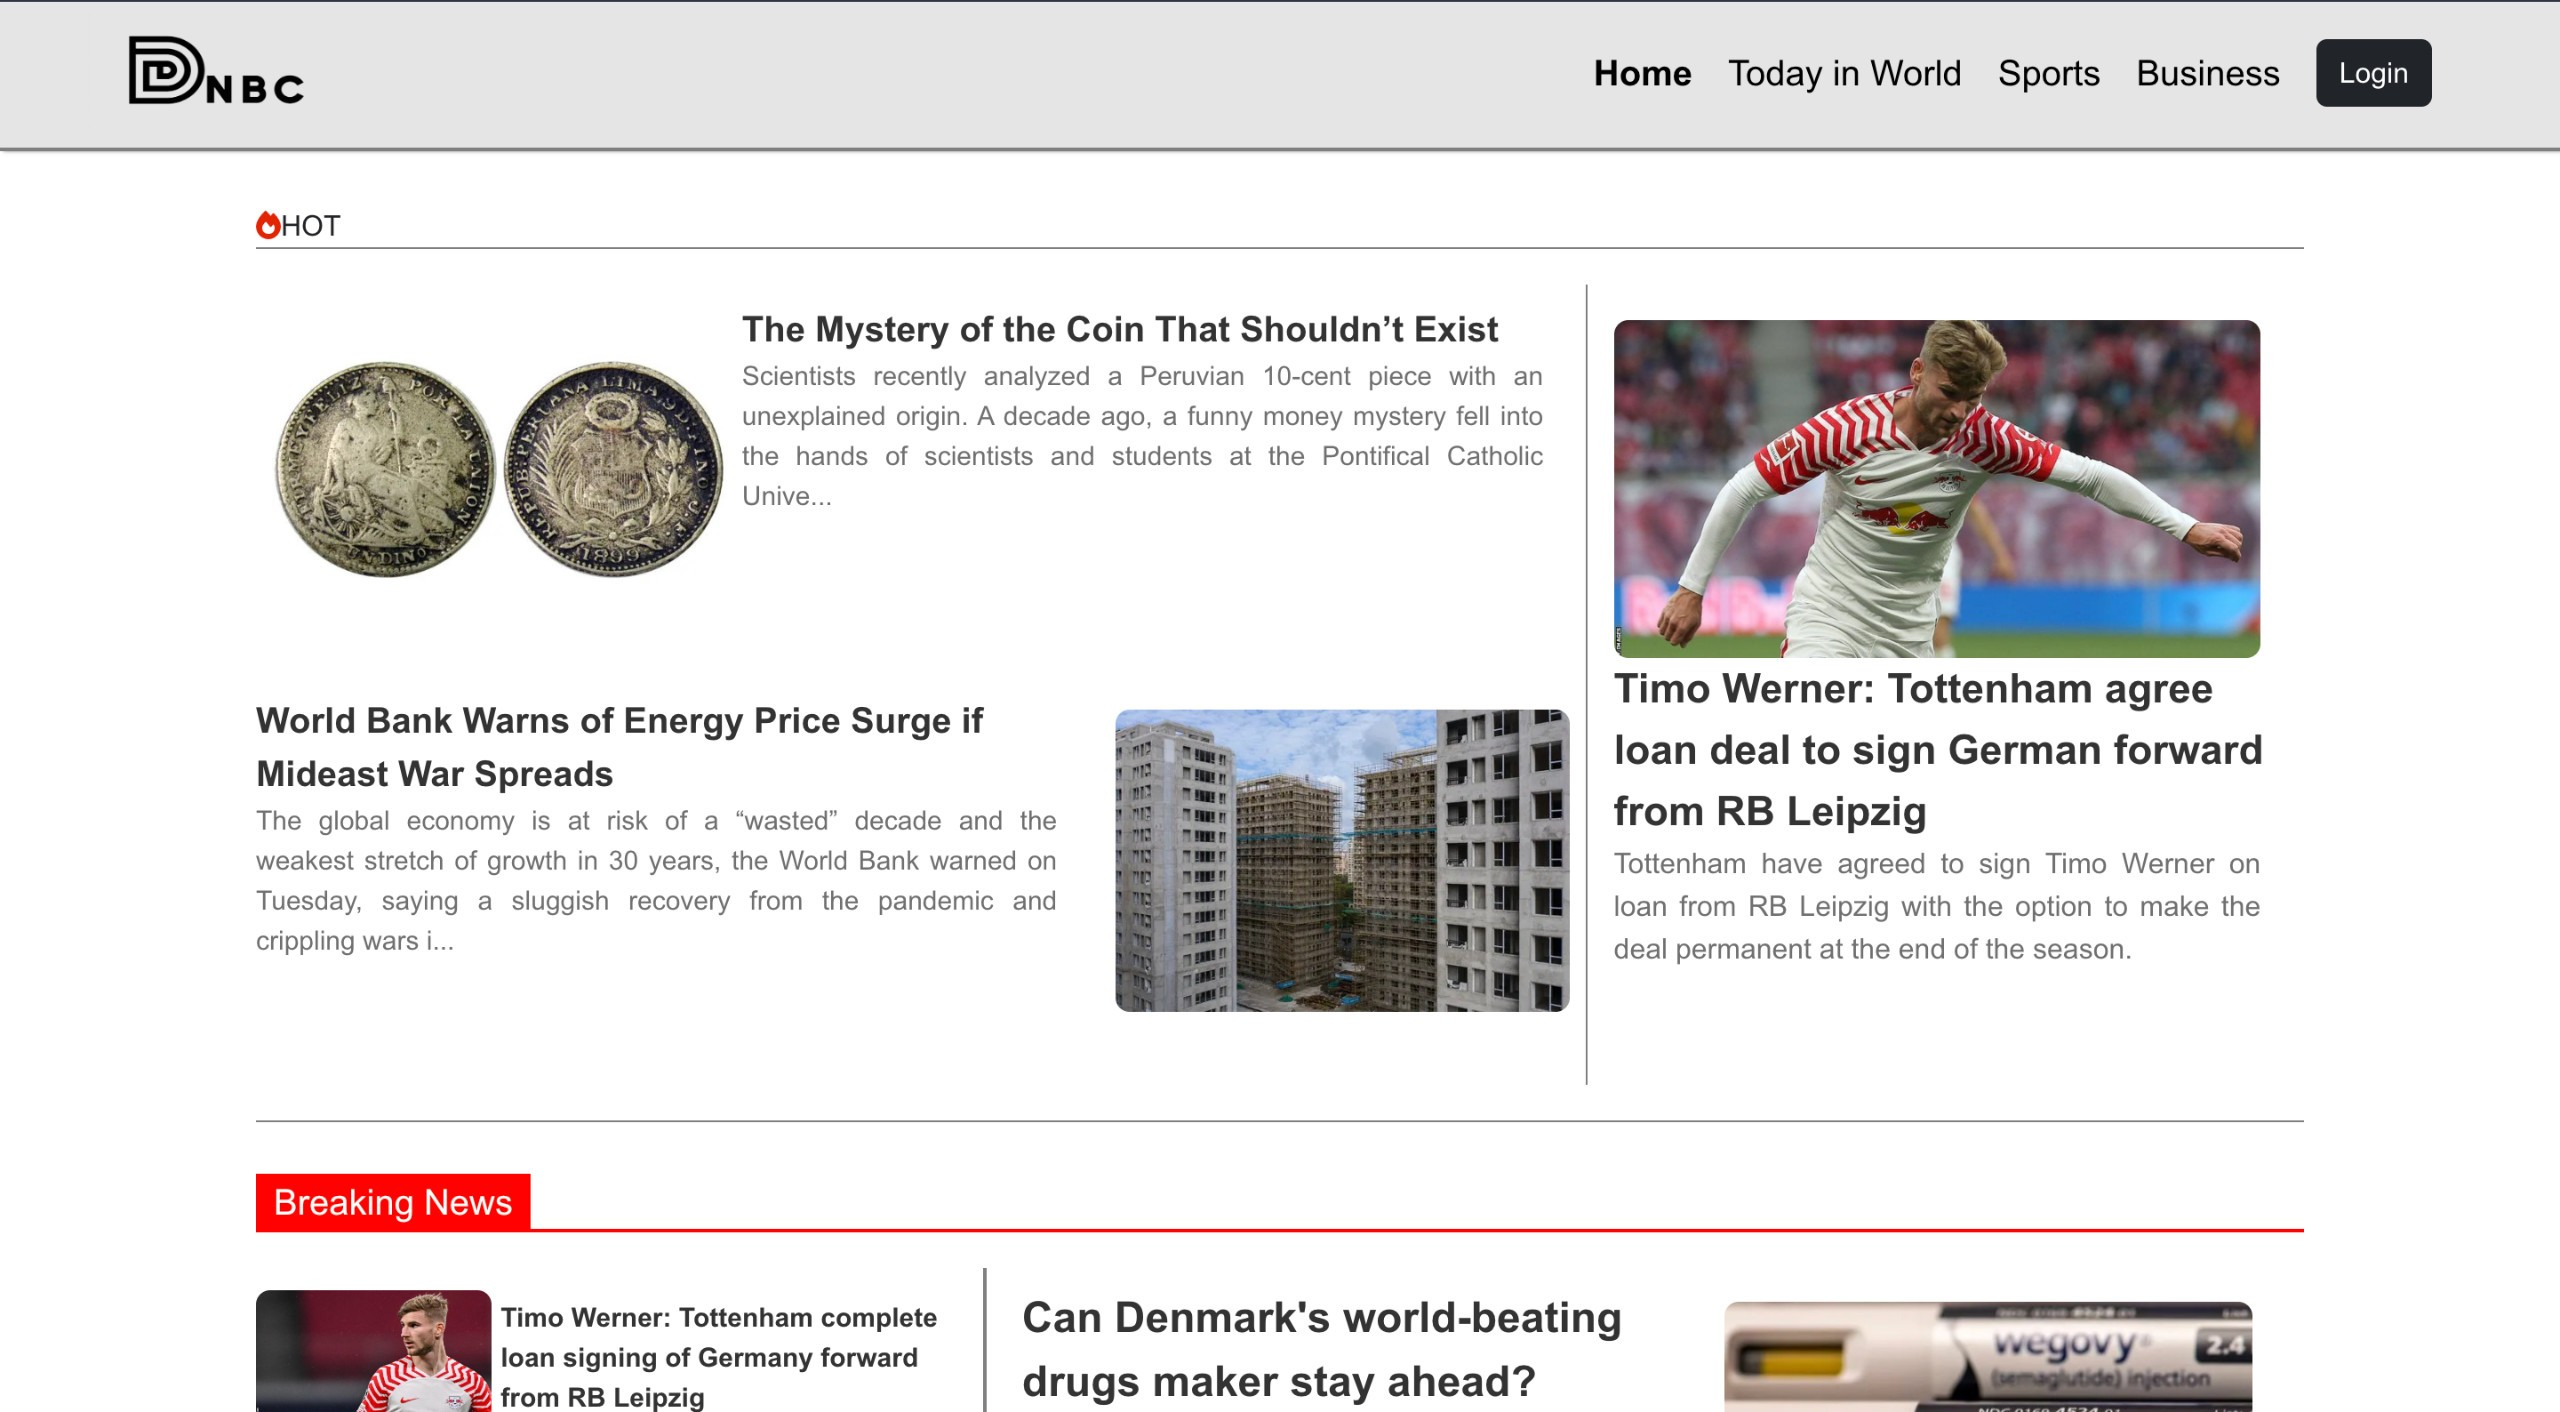 DNBC
Home Today in World Sports Business Login
HOT
The Mystery of the Coin That Shouldn’t Exist
Scientists recently analyzed a Peruvian 10-cent piece with an
unexplained origin. A decade ago, a funny money mystery fell into
the hands of scientists and students at the Pontifical Catholic
Unive...
1899
World Bank Warns of Energy Price Surge if
Mideast War Spreads
The global economy is at risk of a “wasted” decade and the
weakest stretch of growth in 30 years, the World Bank warned on
Tuesday, saying a sluggish recovery from the pandemic and
crippling wars i...
Timo Werner: Tottenham agree
loan deal to sign German forward
from RB Leipzig
Tottenham have agreed to sign Timo Werner on
loan from RB Leipzig with the option to make the
deal permanent at the end of the season.
Breaking News
Timo Werner: Tottenham complete
loan signing of Germany forward
from RB Leipzig
Can Denmark's world-beating
drugs maker stay ahead?
wegovy 2.4
(semaglutide) injection